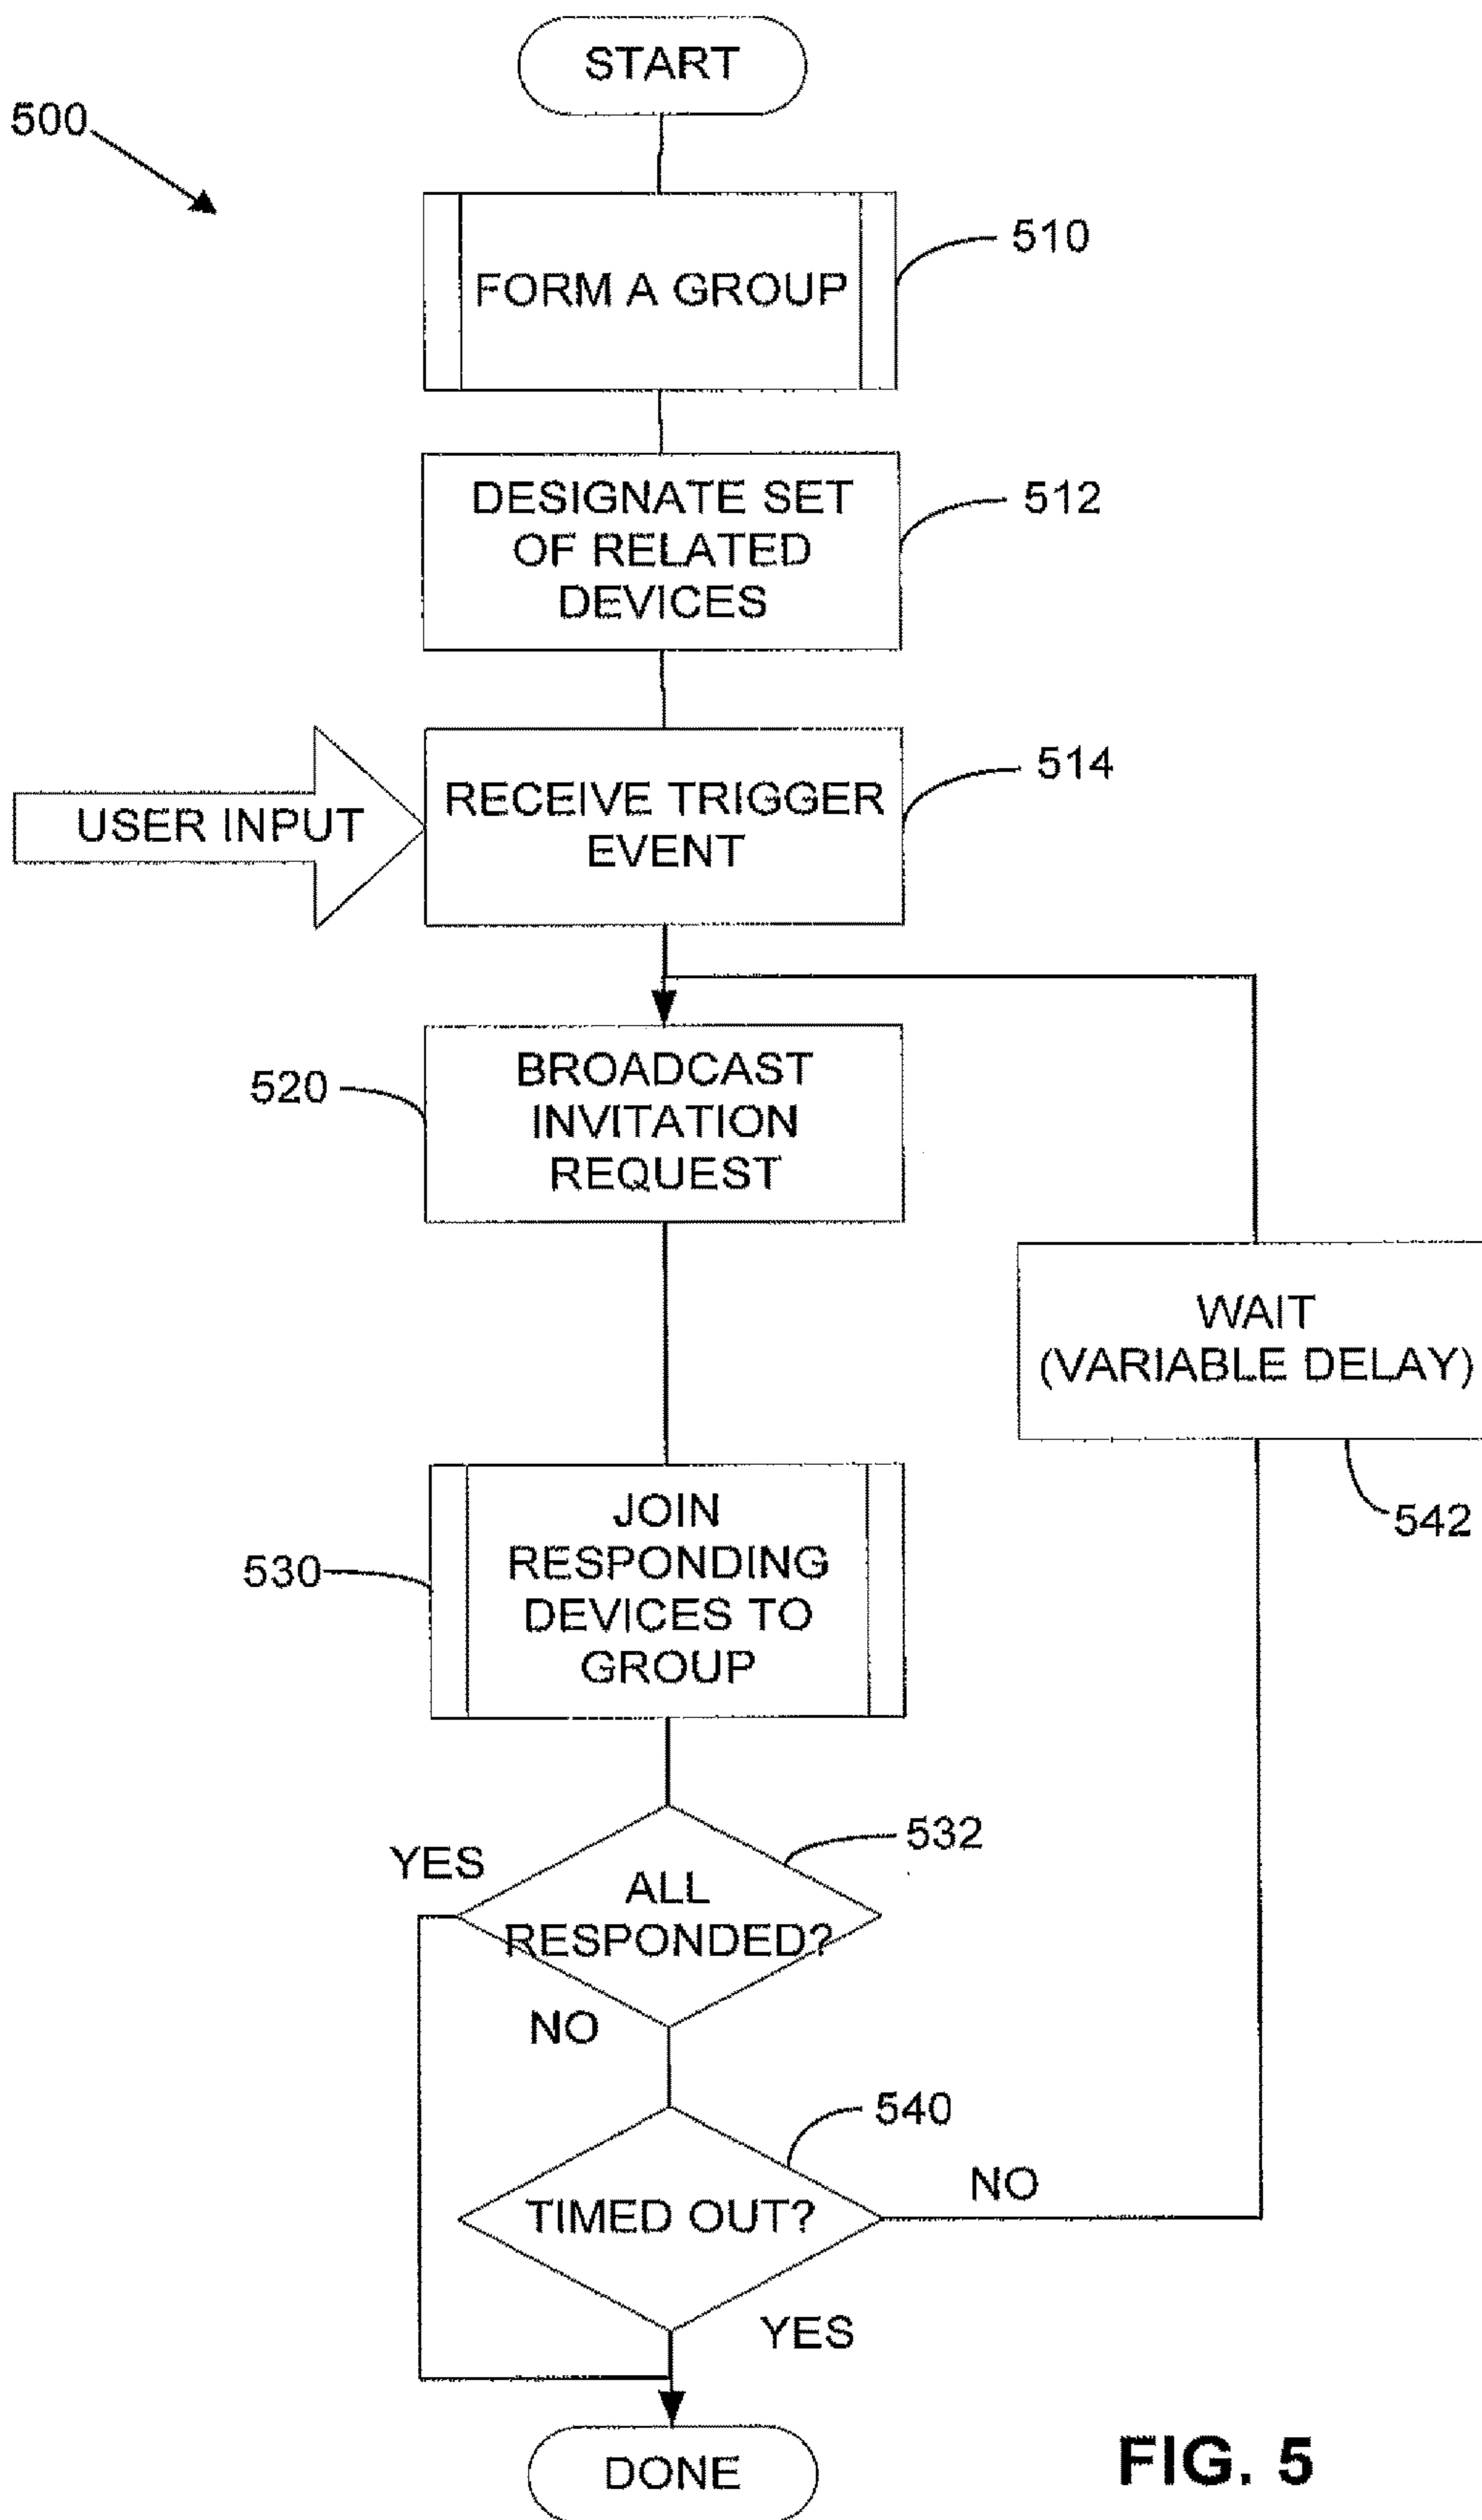 START
500
510
FORM A GROUP
DESIGNATE SET
OF RELATED
DEVICES
512
514
USER INPUT
RECEIVE TRIGGER
EVENT
520
BROADCAST
INVITATION
REQUEST
WAIT
(VARIABLE DELAY)
542
530
JOIN
RESPONDING
DEVICES TO
GROUP
532
YES
ALL
RESPONDED?
NO
540
TIMED OUT?
NO
YES
DONE
FIG. 5